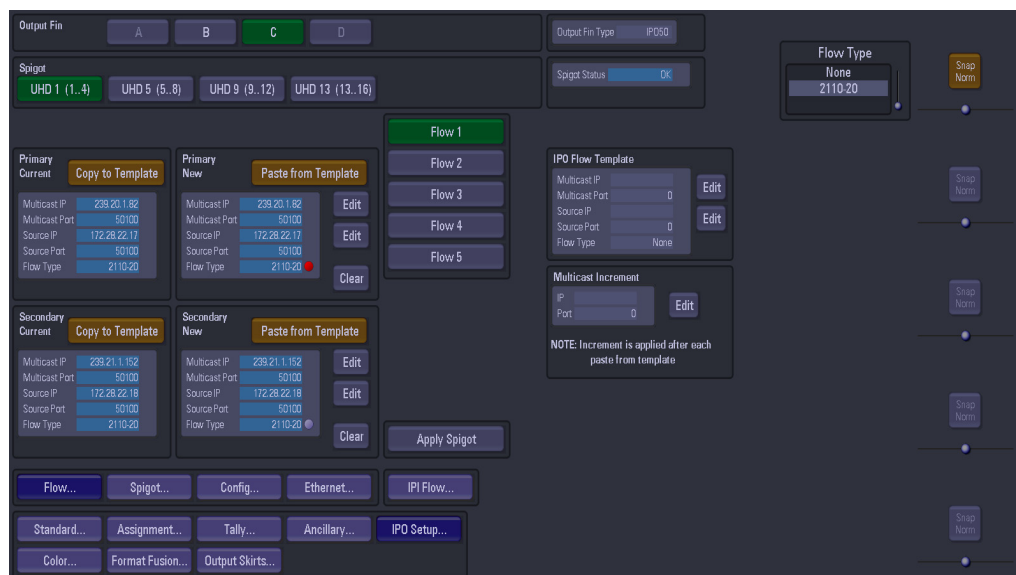 Output Fin
A
B
C
D
Output Fin Type IPO50
Flow Type
None
2110-20
Spigot
UHD 1 (1..4)
UHD 5 (5..8)
UHD 9 (9..12)
UHD 13 (13..16)
Spigot Status OK
Snap
Norm
Flow 1
Flow 2
Flow 3
Flow 4
Flow 5
Primary
Current
Copy to Template
Multicast IP 239.20.1.82
Multicast Port 50100
Source IP 172.28.22.17
Source Port 50100
Flow Type 2110-20
Primary
New
Paste from Template
Multicast IP 239.20.1.82
Multicast Port 50100
Source IP 172.28.22.17
Source Port 50100
Flow Type 2110-20
Edit
Edit
Clear
IPO Flow Template
Multicast IP
Multicast Port 0
Source IP
Source Port 0
Flow Type None
Edit
Edit
Snap
Norm
Multicast Increment
IP
Port 0
Edit
NOTE: Increment is applied after each
paste from template
Snap
Norm
Secondary
Current
Copy to Template
Multicast IP 239.21.1.152
Multicast Port 50100
Source IP 172.28.22.18
Source Port 50100
Flow Type 2110-20
Secondary
New
Paste from Template
Multicast IP 239.21.1.152
Multicast Port 50100
Source IP 172.28.22.18
Source Port 50100
Flow Type 2110-20
Edit
Edit
Clear
Apply Spigot
Snap
Norm
Flow...
Spigot...
Config...
Ethernet...
IPI Flow...
Standard...
Assignment...
Tally...
Ancillary...
IPO Setup...
Color...
Format Fusion...
Output Skirts...
Snap
Norm